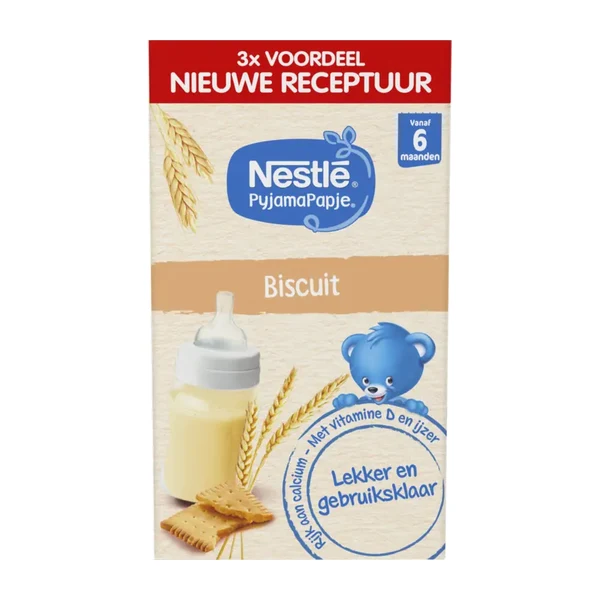 3x VOORDEEL
NIEUWE RECEPTUUR
Vanaf
6
maanden
Nestlé®
PyjamaPapje®
Biscuit
Rijk aan calcium - Met vitamine D en ijzer
Lekker en
gebruiksklaar